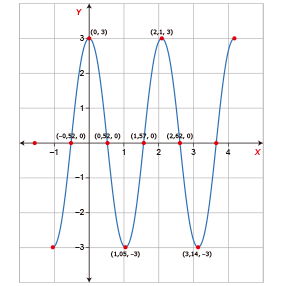 Y
(0, 3) (2,1, 3)
3
2
1
(−0,52, 0) (0,52, 0) (1,57, 0) (2,62, 0)
−1 1 2 3 4 X
−1
−2
−3
(1,05, −3) (3,14, −3)